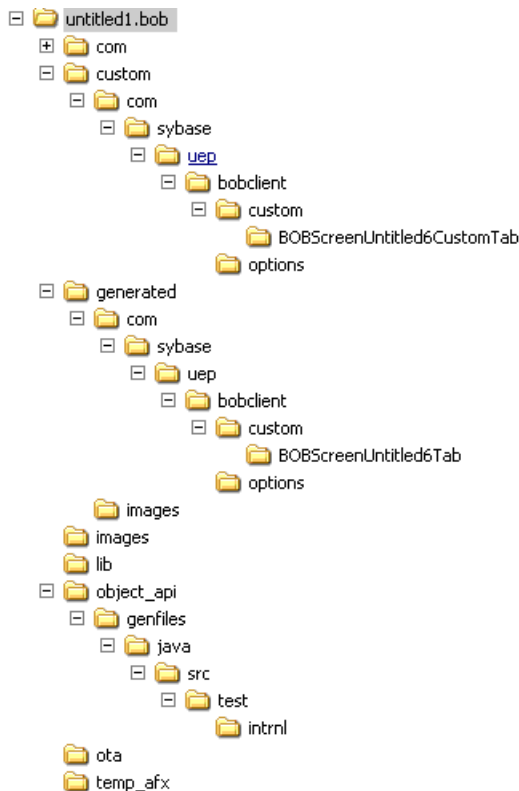 untitled1.bob
com
custom
com
sybase
uep
bobclient
custom
BOBScreenUntitled6CustomTab
options
generated
com
sybase
uep
bobclient
custom
BOBScreenUntitled6Tab
options
images
images
lib
object_api
genfiles
java
src
test
intrnl
ota
temp_afx